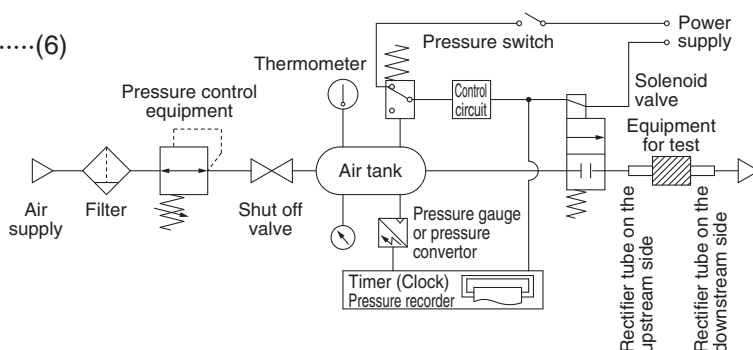 .....(6)
Power
supply
Pressure switch
Thermometer
Pressure control
equipment
Control
circuit
Solenoid
valve
Equipment
for test
Air tank
Air
supply
Filter
Shut off
valve
Pressure gauge
or pressure
convertor
Timer (Clock)
Pressure recorder
Rectifier tube on the
upstream side
Rectifier tube on the
downstream side